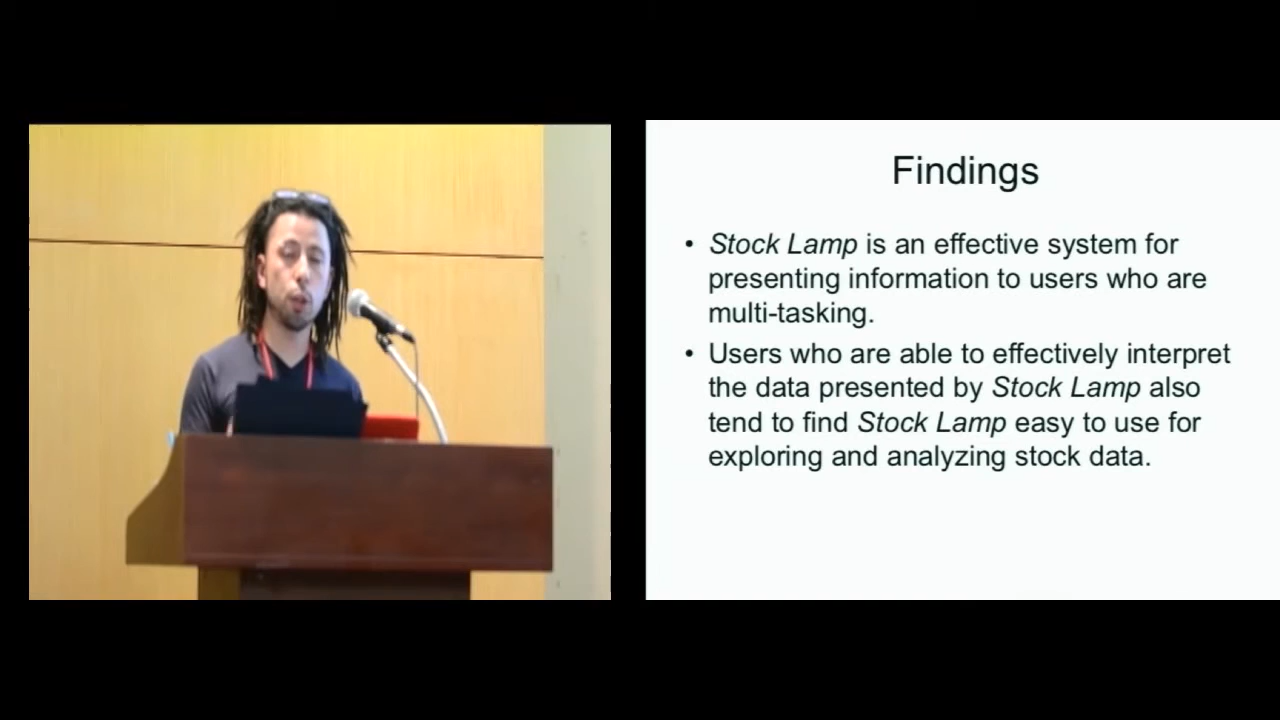 Findings
• Stock Lamp is an effective system for
presenting information to users who are
multi-tasking.
• Users who are able to effectively interpret
the data presented by Stock Lamp also
tend to find Stock Lamp easy to use for
exploring and analyzing stock data.